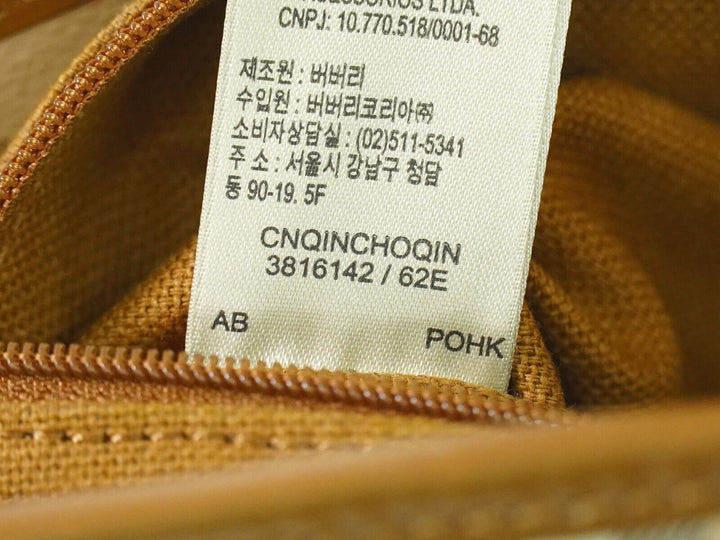 LTDA.
CNPJ: 10.770.518/0001-68
제조원 : 버버리
수입원 : 버버리코리아㈜
소비자상담실 : (02)511-5341
주 소 : 서울시 강남구 청담
동 90-19. 5F
CNQINCHOQIN
3816142 / 62E
AB
POHK